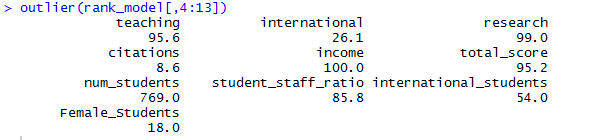 > outlier(rank_model[,4:13])
teaching international research
95.6 26.1 99.0
citations income total_score
8.6 100.0 95.2
num_students student_staff_ratio international_students
769.0 85.8 54.0
Female_Students
18.0